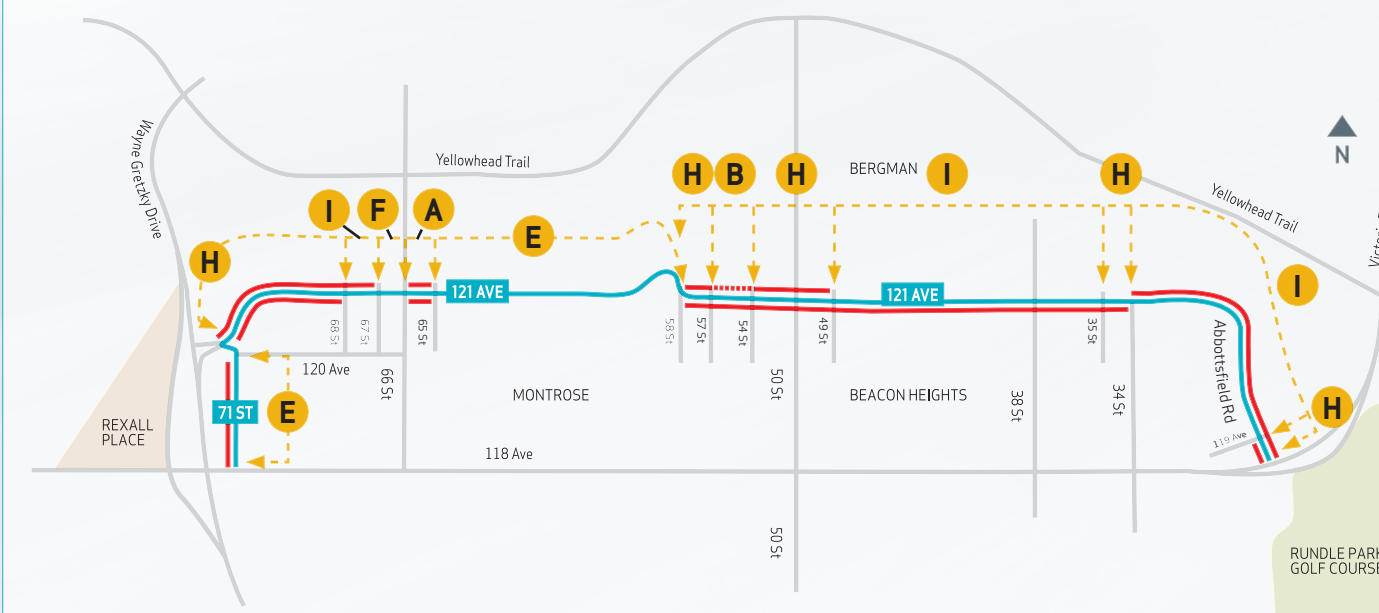 Wayne Gretzky Drive
Yellowhead Trail
H
B
H
BERGMAN
I
H
N
Yellowhead Trail
I
F
A
E
H
I
121 AVE
121 AVE
68 St
67 St
65 St
58 St
57 St
54 St
49 St
35 St
120 Ave
66 St
MONTROSE
50 St
BEACON HEIGHTS
38 St
34 St
Abbottsfield Rd
H
71 ST
E
REXALL
PLACE
119 Ave
118 Ave
50 St
RUNDLE PARK
GOLF COURSE